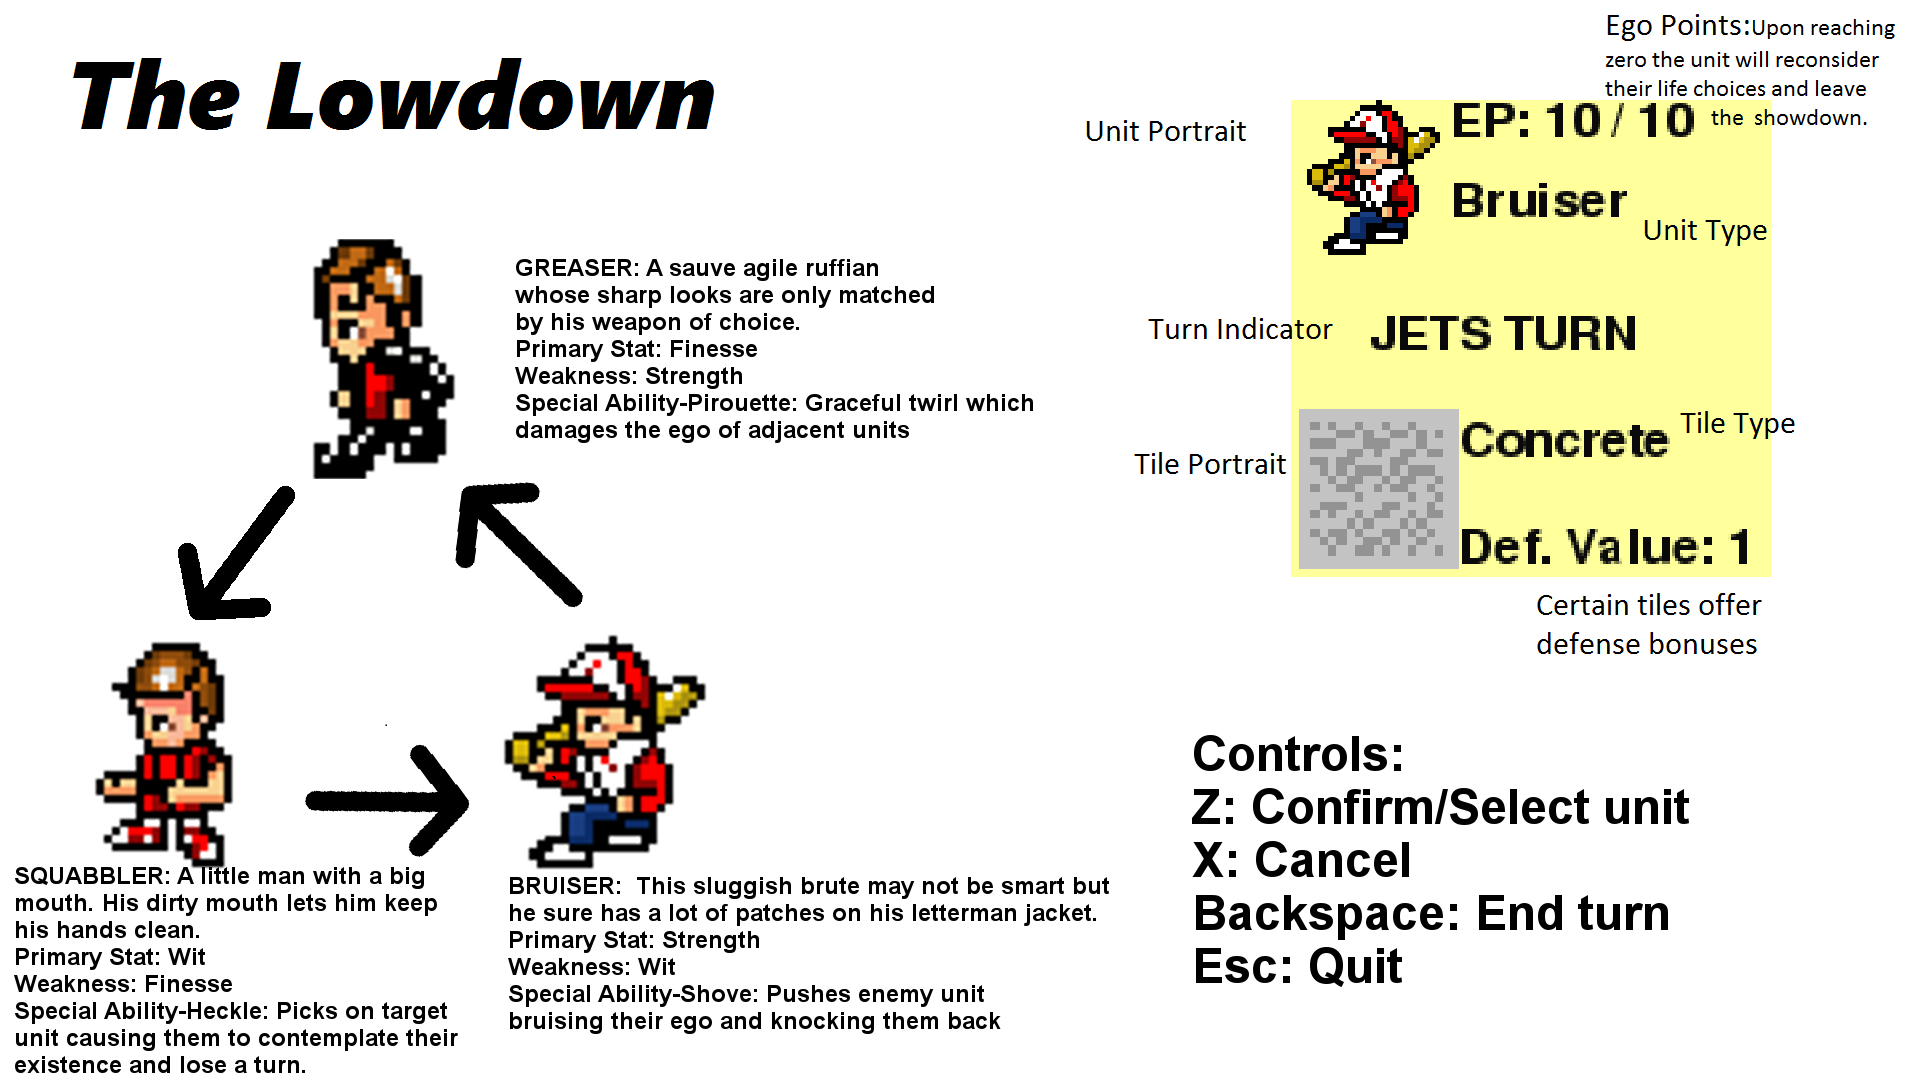 The Lowdown
Ego Points:Upon reaching
zero the unit will reconsider
their life choices and leave
the showdown.
Unit Portrait
EP: 10 / 10
Bruiser
Unit Type
Turn Indicator
JETS TURN
Tile Portrait
Concrete
Tile Type
Def. Value: 1
Certain tiles offer
defense bonuses
GREASER: A sauve agile ruffian
whose sharp looks are only matched
by his weapon of choice.
Primary Stat: Finesse
Weakness: Strength
Special Ability-Pirouette: Graceful twirl which
damages the ego of adjacent units
SQUABBLER: A little man with a big
mouth. His dirty mouth lets him keep
his hands clean.
Primary Stat: Wit
Weakness: Finesse
Special Ability-Heckle: Picks on target
unit causing them to contemplate their
existence and lose a turn.
BRUISER:  This sluggish brute may not be smart but
he sure has a lot of patches on his letterman jacket.
Primary Stat: Strength
Weakness: Wit
Special Ability-Shove: Pushes enemy unit
bruising their ego and knocking them back
Controls:
Z: Confirm/Select unit
X: Cancel
Backspace: End turn
Esc: Quit